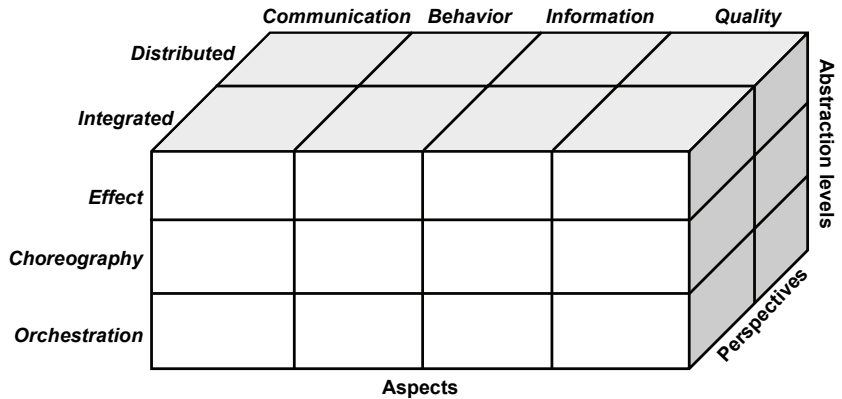 Communication Behavior Information Quality
Distributed
Integrated
Effect
Choreography
Orchestration
Abstraction levels
Perspectives
Aspects